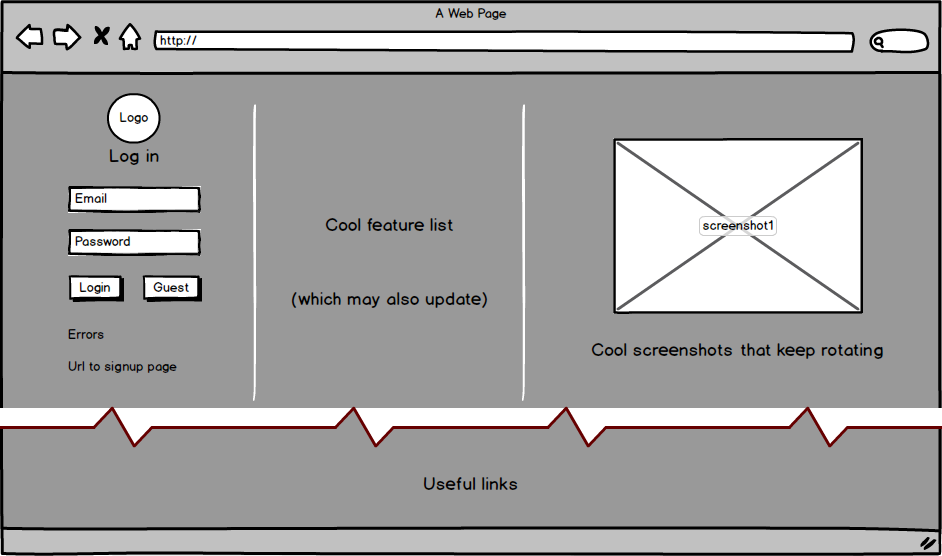 A Web Page
http://
Logo
Log in
Email
Password
Login
Guest
Errors
Url to signup page
Cool feature list
(which may also update)
screenshot1
Cool screenshots that keep rotating
Useful links